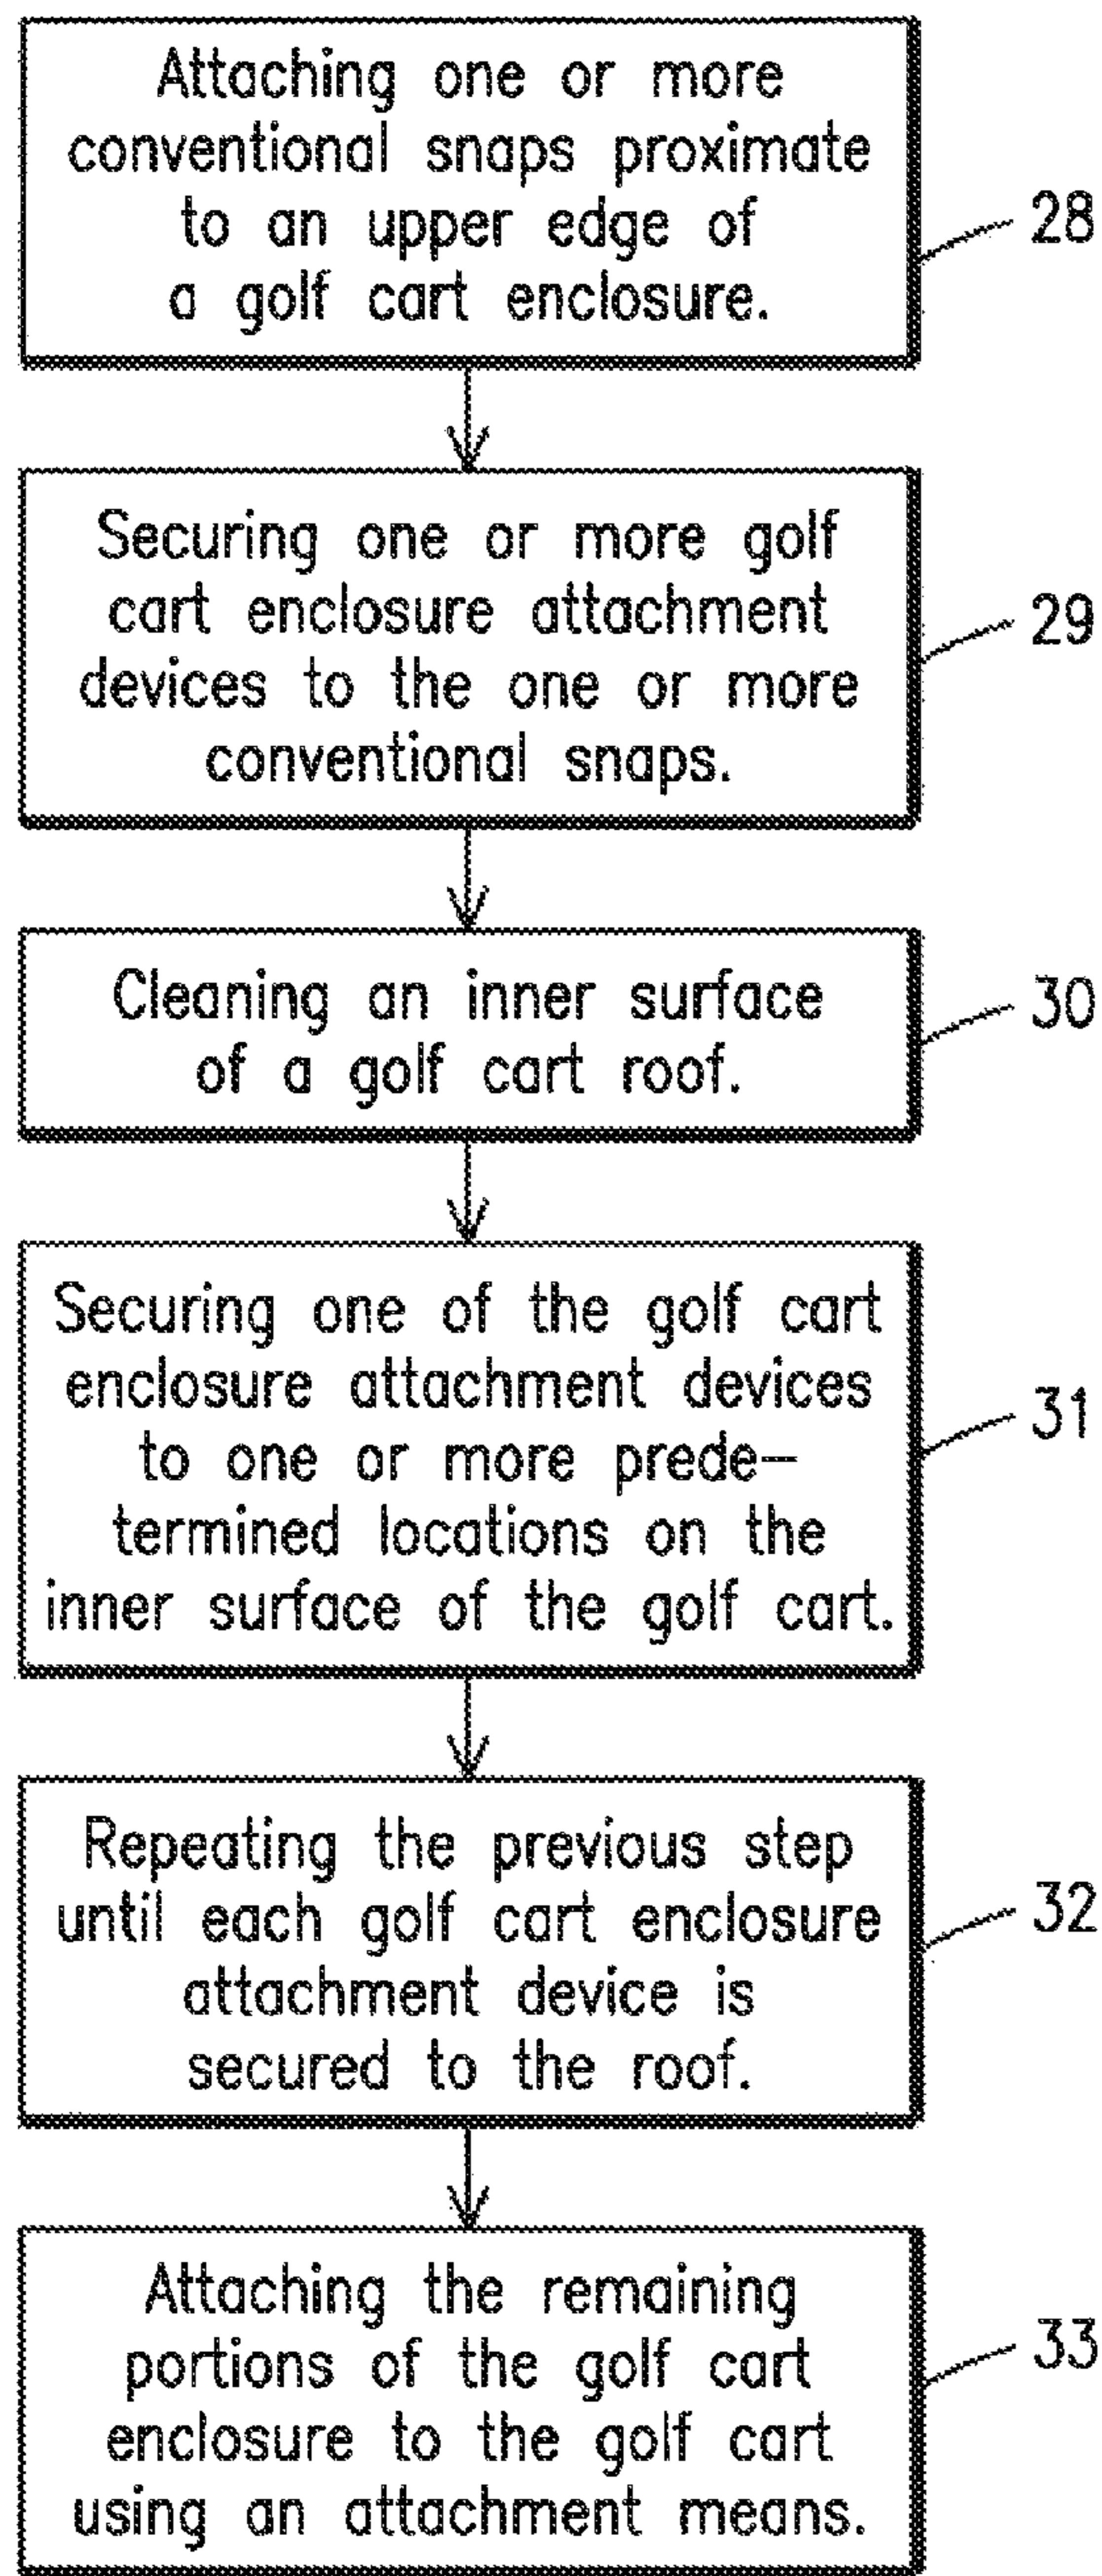 Attaching one or more
conventional snaps proximate
to an upper edge of
a golf cart enclosure.
28
Securing one or more golf
cart enclosure attachment
devices to the one or more
conventional snaps.
29
Cleaning an inner surface
of a golf cart roof.
30
Securing one of the golf cart
enclosure attachment devices
to one or more prede-
termined locations on the
inner surface of the golf cart.
31
Repeating the previous step
until each golf cart enclosure
attachment device is
secured to the roof.
32
Attaching the remaining
portions of the golf cart
enclosure to the golf cart
using an attachment means.
33